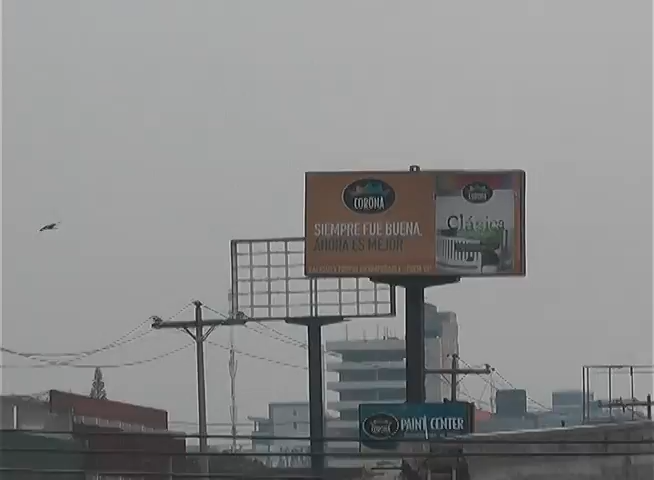 CORONA
SIEMPRE FUE BUENA,
AHORA ES MEJOR
CORONA
Clásica
CORONA
PAINT CENTER